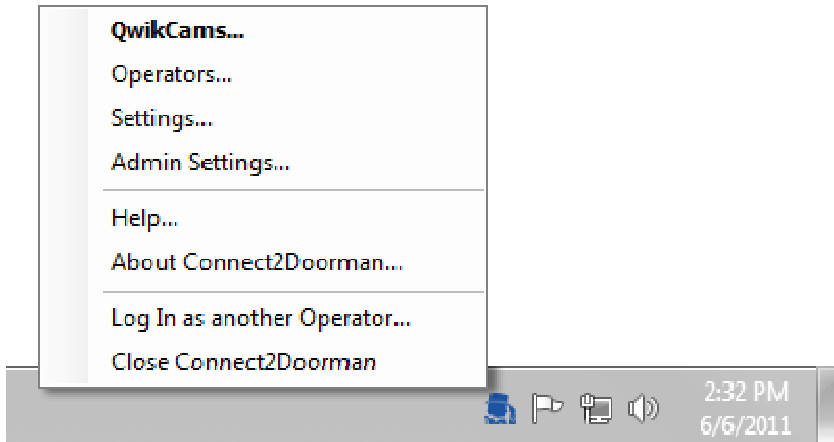 QwikCams...
Operators...
Settings...
Admin Settings...
Help...
About Connect2Doorman...
Log In as another Operator...
Close Connect2Doorman
2:32 PM
6/6/2011